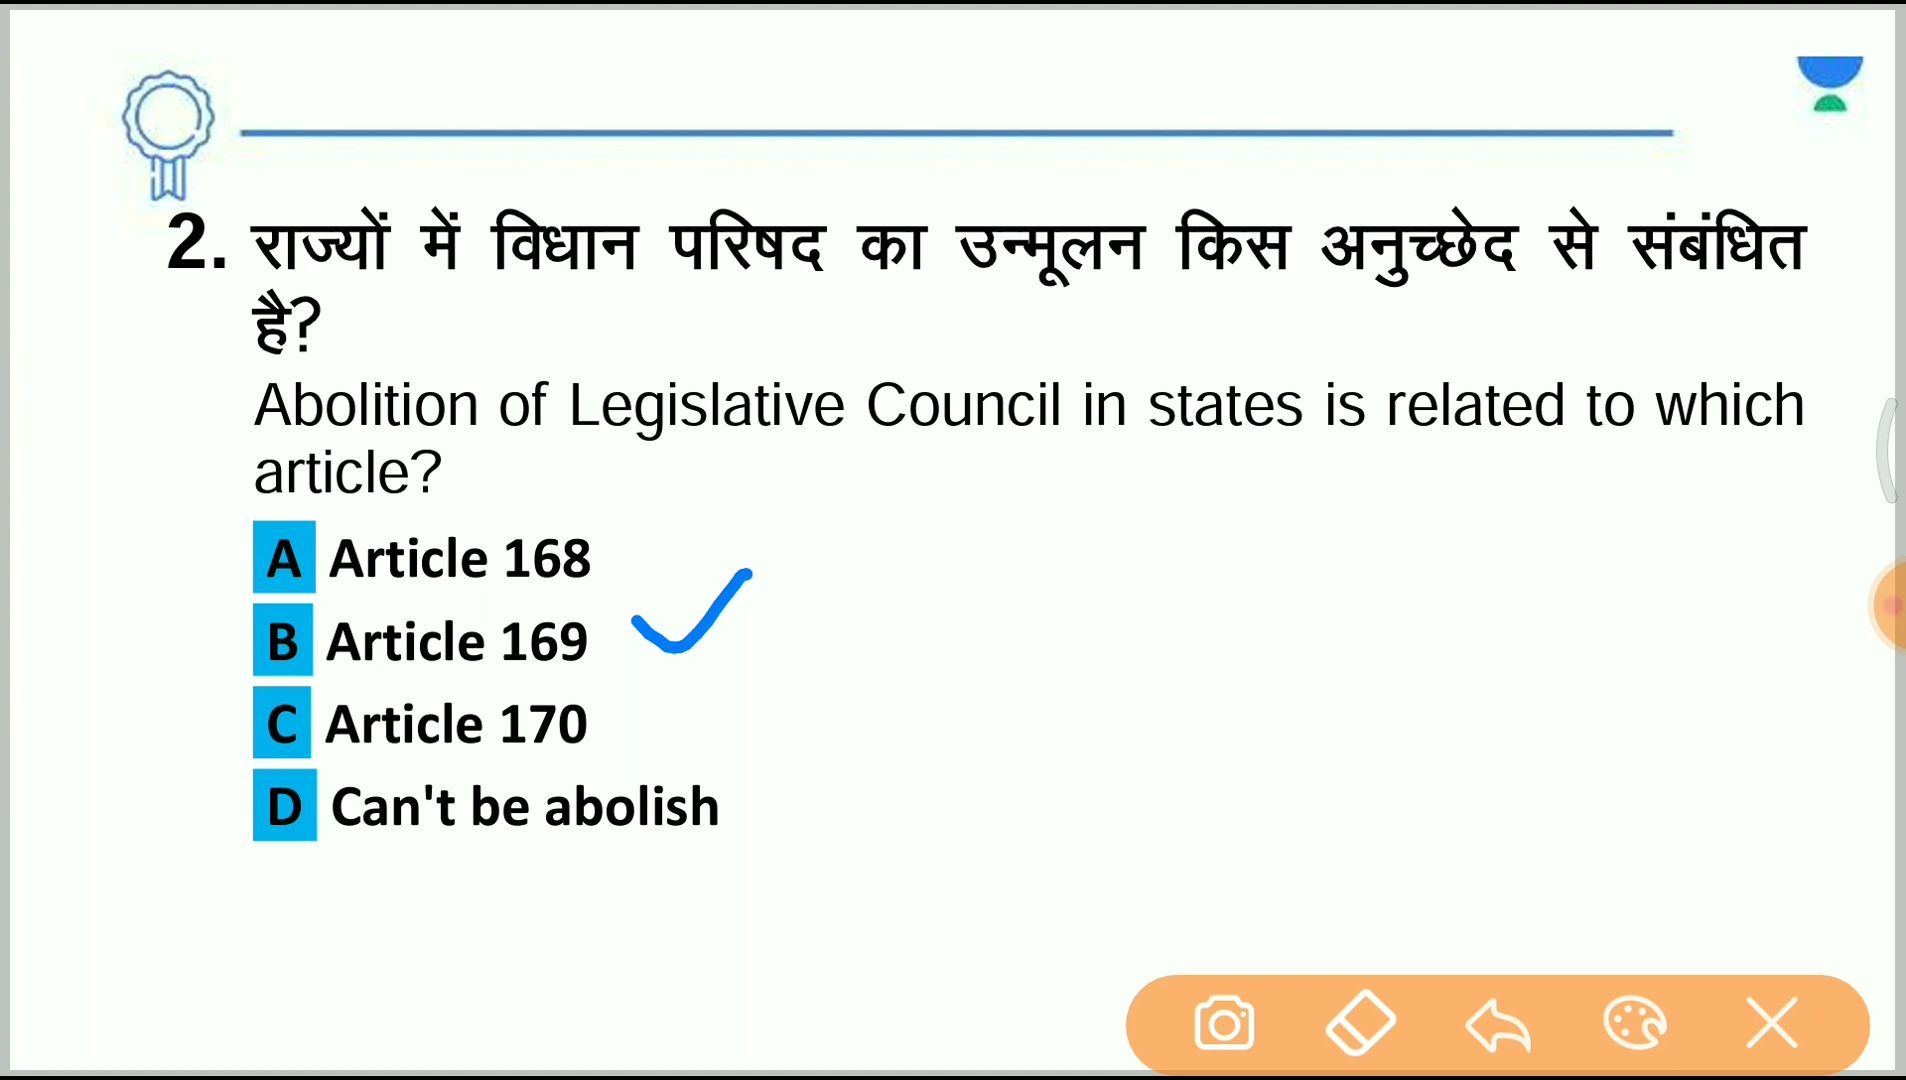 2. राज्यों में विधान परिषद का उन्मूलन किस अनुच्छेद से संबंधित
है?
Abolition of Legislative Council in states is related to which
article?
A Article 168
B Article 169
C Article 170
D Can't be abolish